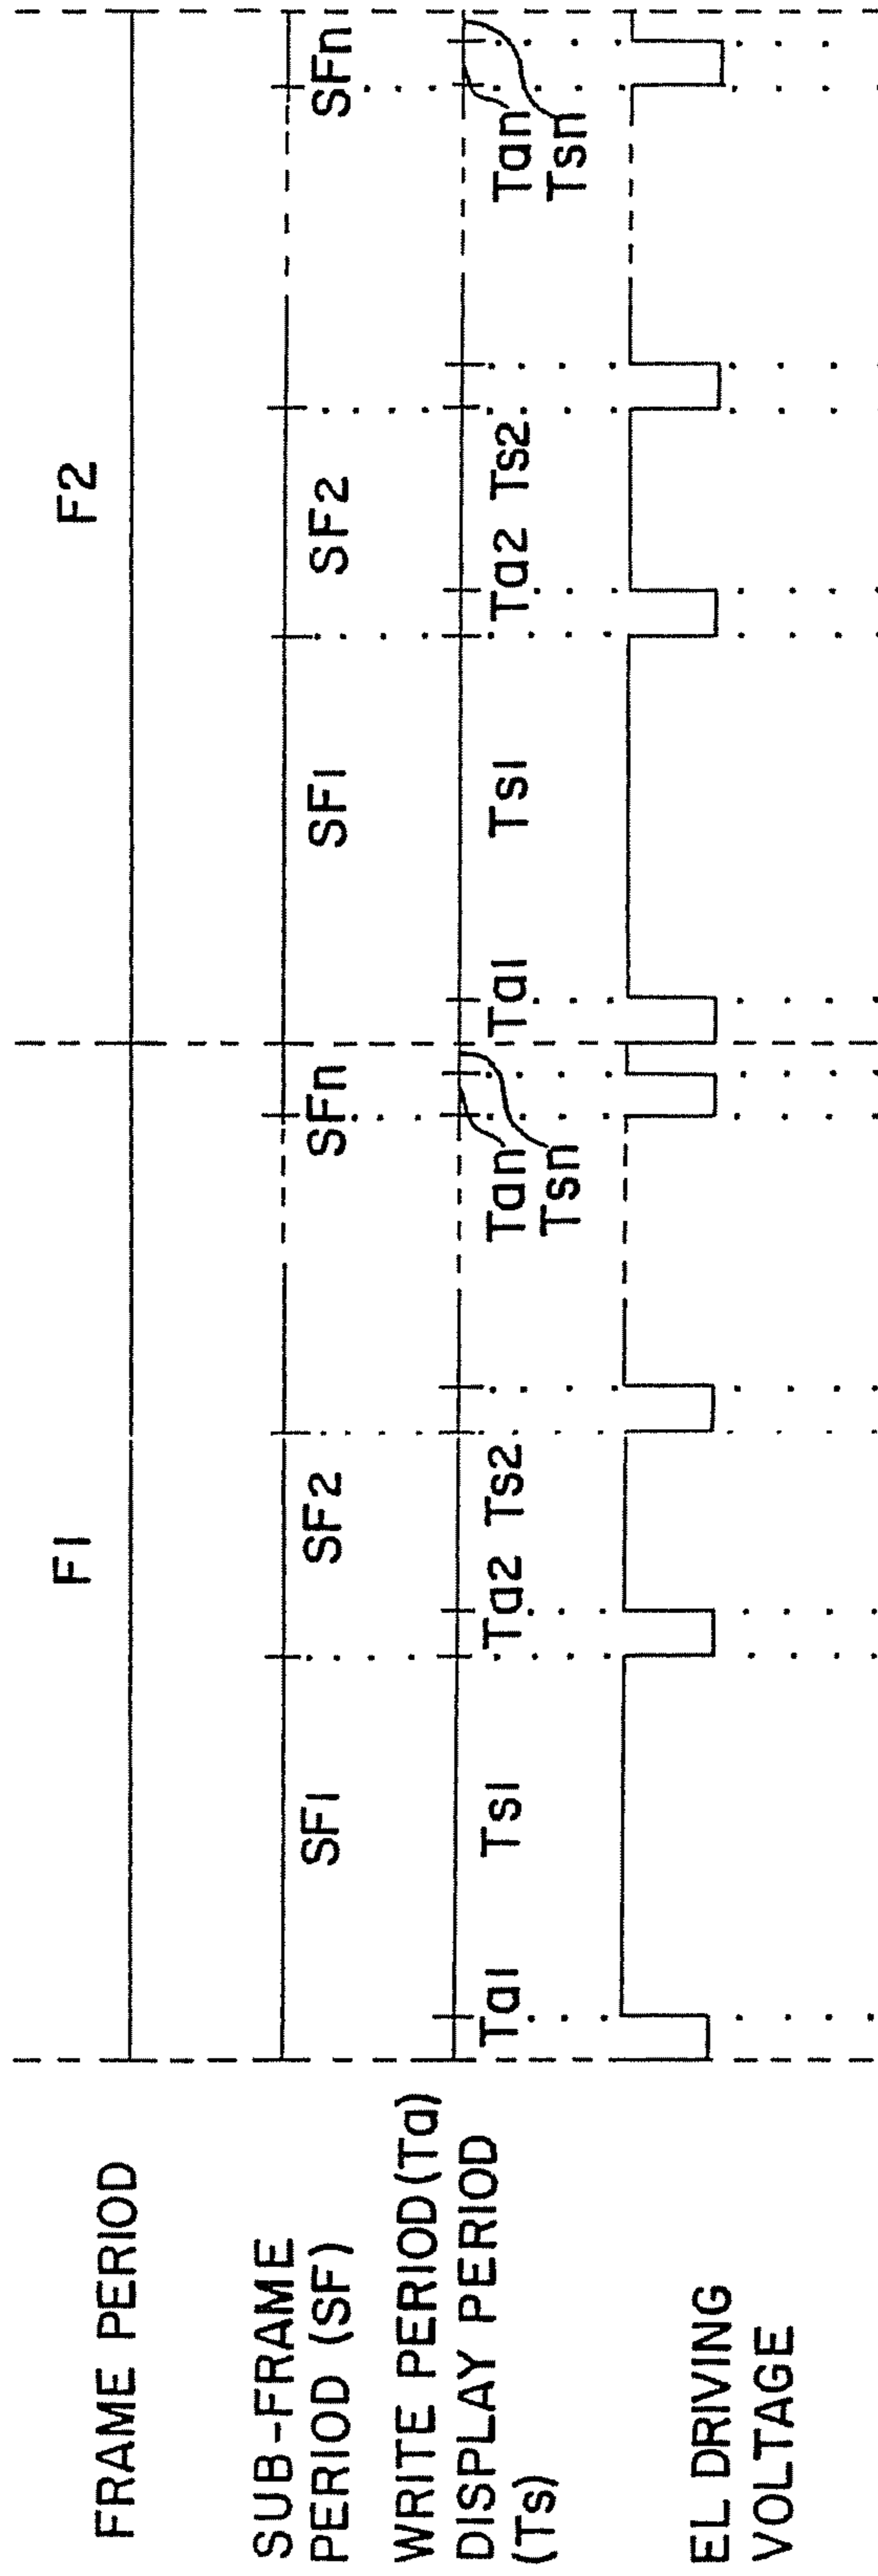 FRAME PERIOD
F1
F2
SUB-FRAME
PERIOD (SF)
SF1
SF2
SFn
SF1
SF2
SFn
WRITE PERIOD (Ta)
DISPLAY PERIOD
(Ts)
Ta1
Ts1
Ta2
Ts2
Tan
Tsn
Ta1
Ts1
Ta2
Ts2
Tan
Tsn
EL DRIVING
VOLTAGE